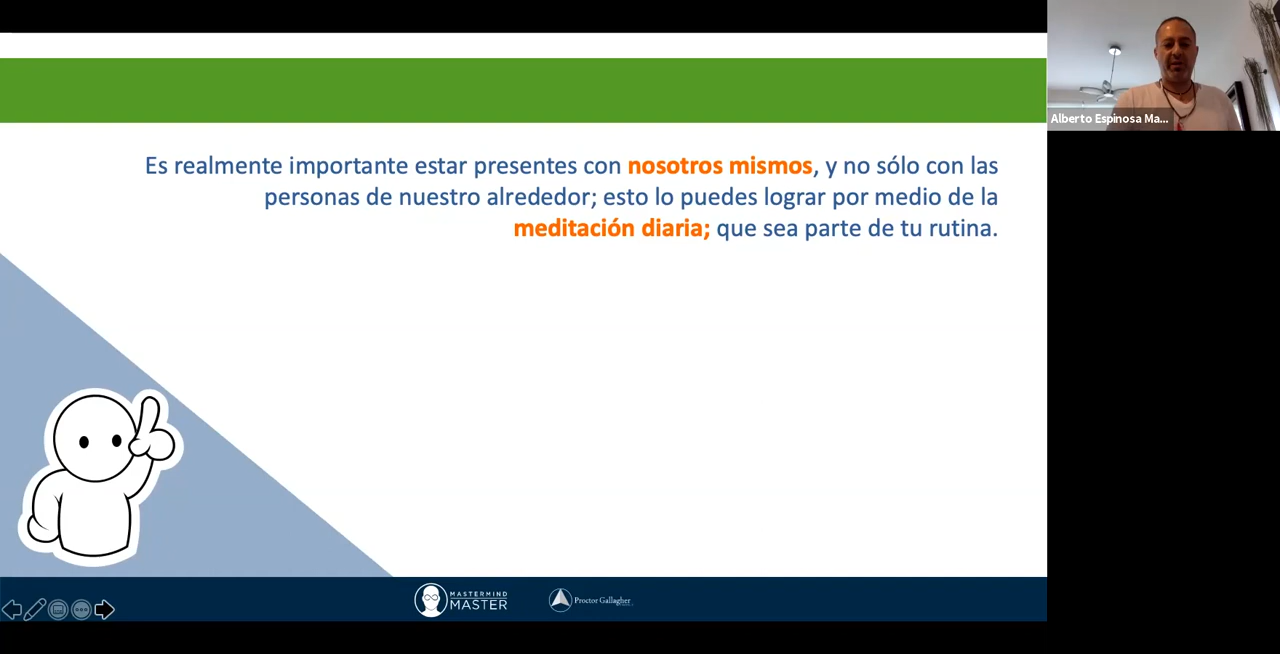 Es realmente importante estar presentes con nosotros mismos, y no sólo con las
personas de nuestro alrededor; esto lo puedes lograr por medio de la
meditación diaria; que sea parte de tu rutina.
Alberto Espinosa Ma...
MASTERMIND
MASTER
Proctor Gallagher